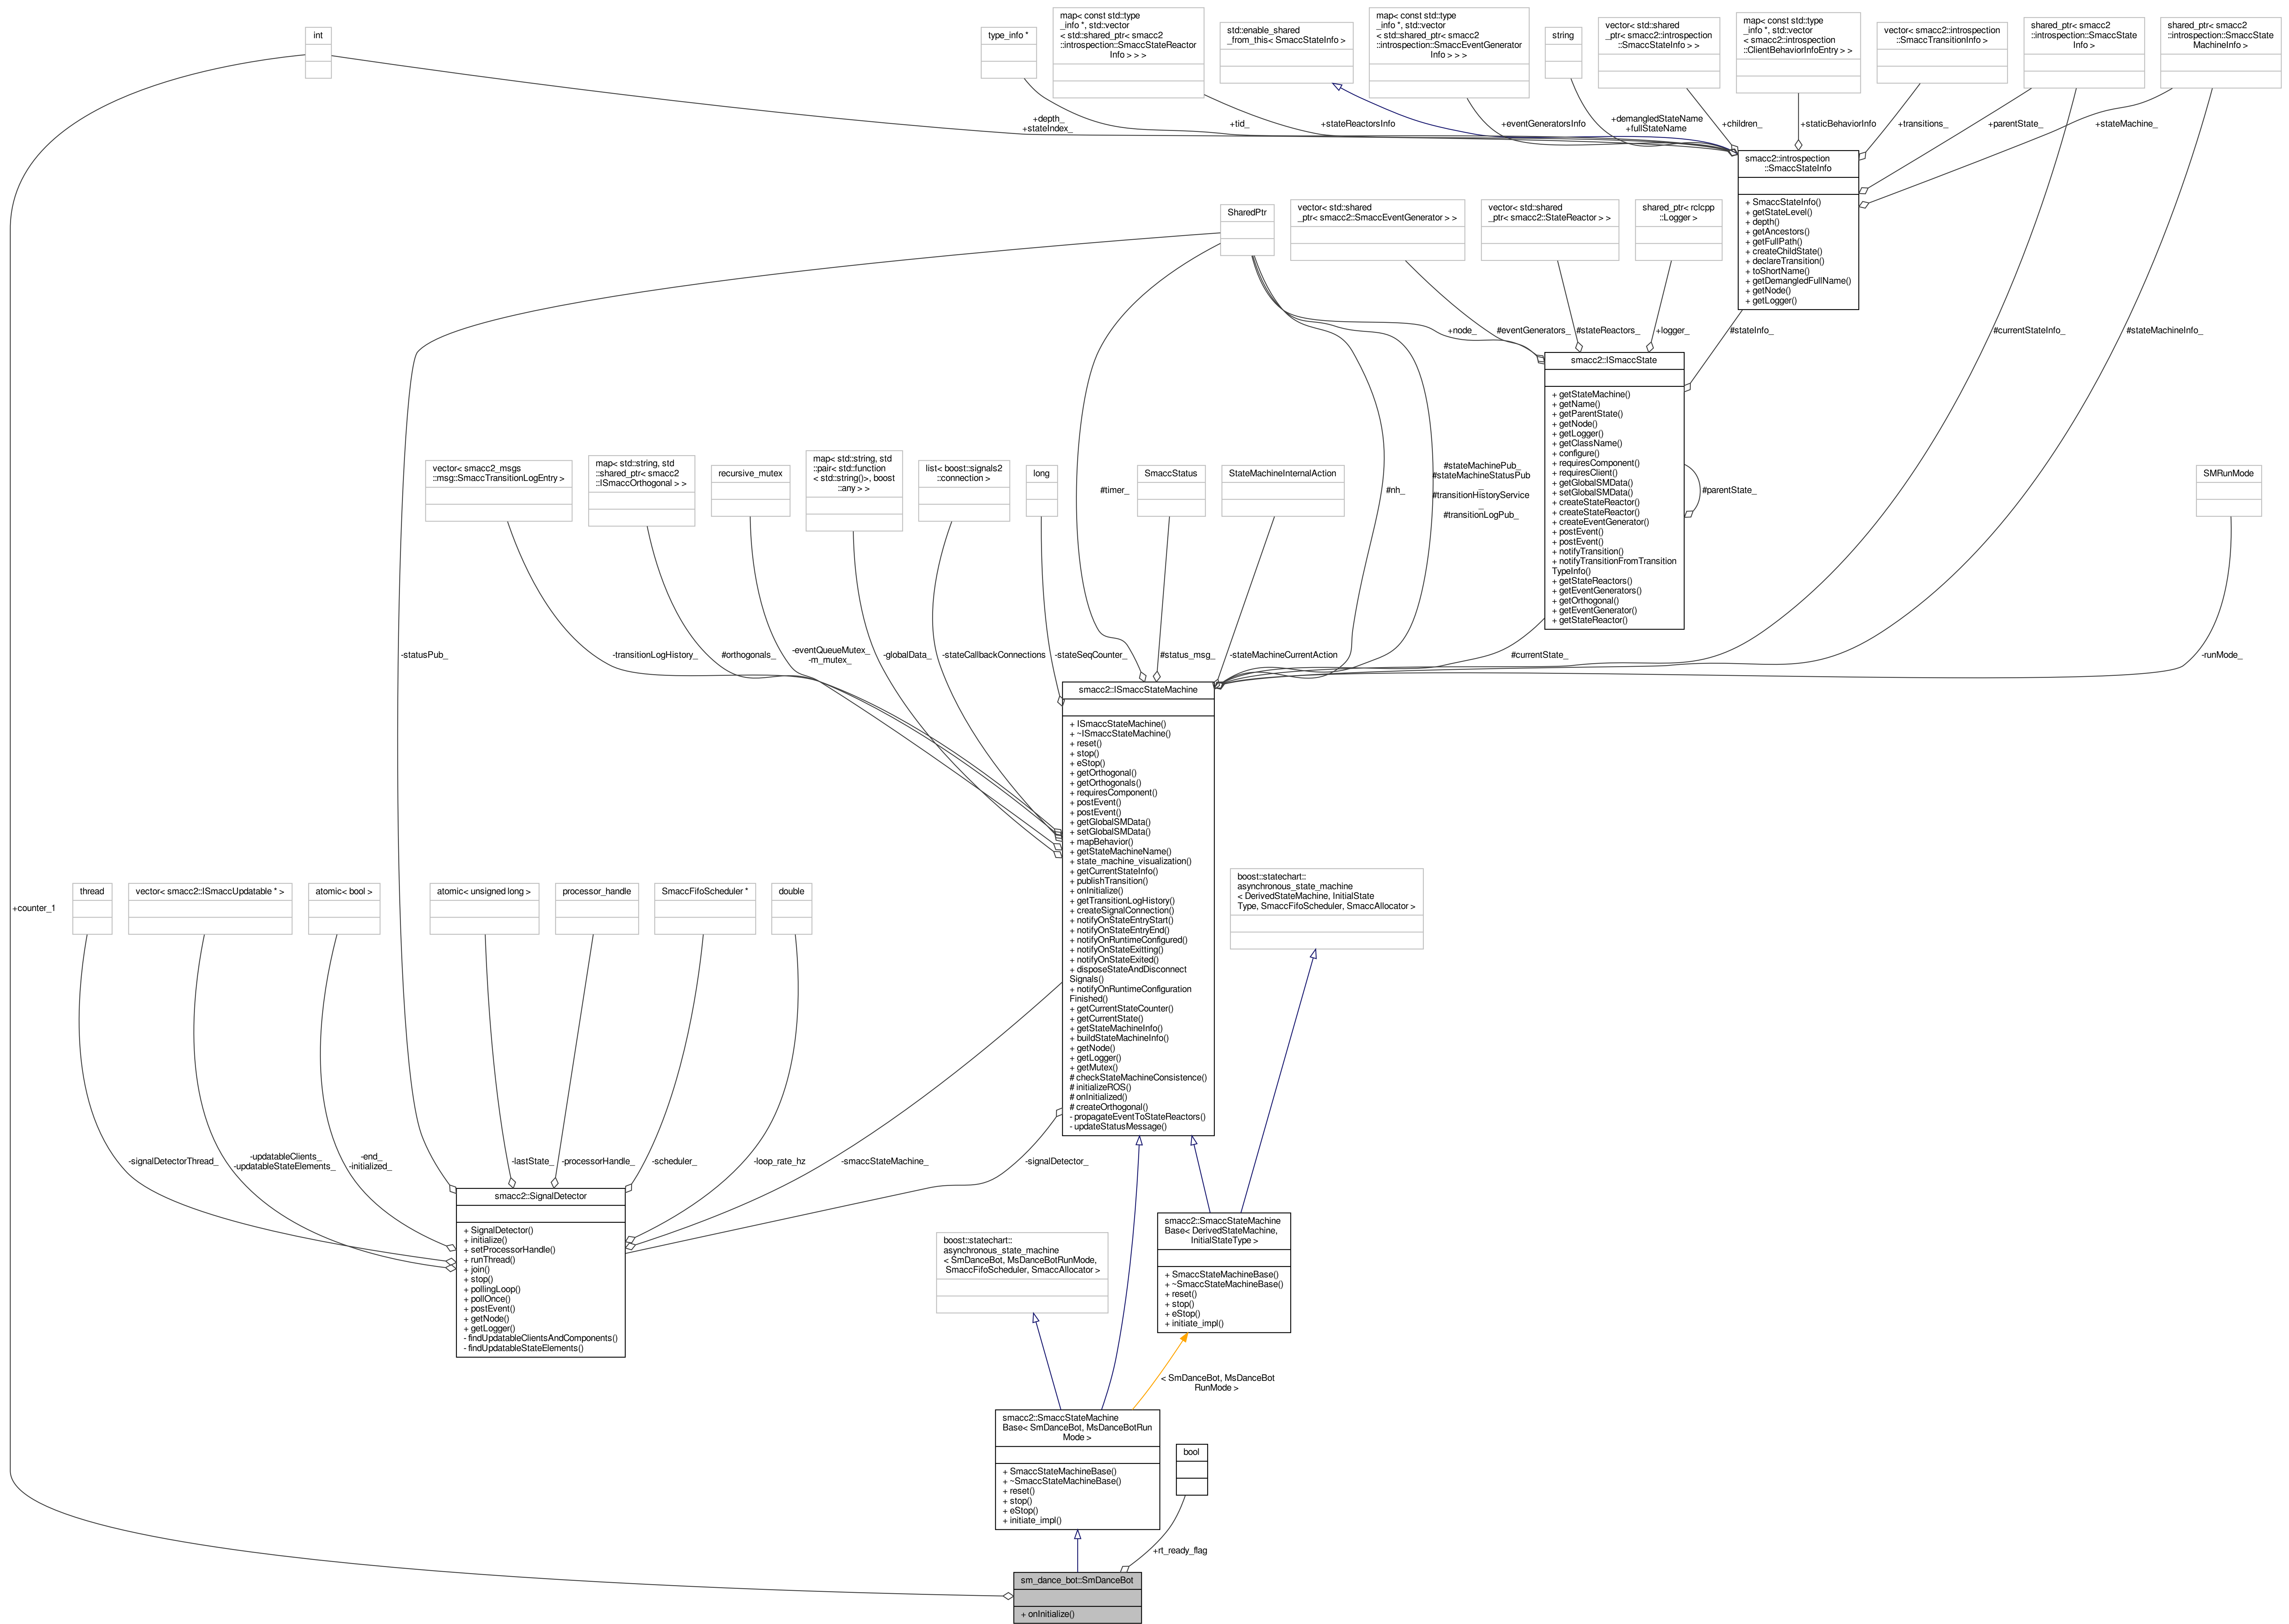 int
type_info *
map< const std::type
_info *, std::vector
< std::shared_ptr< smacc2
::introspection::SmaccStateReactor
Info > > >
std::enable_shared
_from_this< SmaccStateInfo >
map< const std::type
_info *, std::vector
< std::shared_ptr< smacc2
::introspection::SmaccEventGenerator
Info > > >
string
vector< std::shared
_ptr< smacc2::introspection
::SmaccStateInfo > >
map< const std::type
_info *, std::vector
< smacc2::introspection
::ClientBehaviorInfoEntry > >
vector< smacc2::introspection
::SmaccTransitionInfo >
shared_ptr< smacc2
::introspection::SmaccState
Info >
shared_ptr< smacc2
::introspection::SmaccState
MachineInfo >
+depth_
+stateIndex_
+tid_
+stateReactorsInfo
+eventGeneratorsInfo
+demangledStateName
+fullStateName
+children_
+staticBehaviorInfo
+transitions_
+parentState_
+stateMachine_
smacc2::introspection
::SmaccStateInfo
+ SmaccStateInfo()
+ getStateLevel()
+ depth()
+ getAncestors()
+ getFullPath()
+ createChildState()
+ declareTransition()
+ toShortName()
+ getDemangledFullName()
+ getNode()
+ getLogger()
SharedPtr
vector< std::shared
_ptr< smacc2::SmaccEventGenerator > >
vector< std::shared
_ptr< smacc2::StateReactor > >
shared_ptr< rclcpp
::Logger >
+node_
#eventGenerators_
#stateReactors_
+logger_
#stateInfo_
#currentStateInfo_
#stateMachineInfo_
smacc2::ISmaccState
+ getStateMachine()
+ getName()
+ getParentState()
+ getNode()
+ getLogger()
+ getClassName()
+ configure()
+ requiresComponent()
+ requiresClient()
+ getGlobalSMData()
+ setGlobalSMData()
+ createStateReactor()
+ createStateReactor()
+ createEventGenerator()
+ postEvent()
+ postEvent()
+ notifyTransition()
+ notifyTransitionFromTransition
TypeInfo()
+ getStateReactors()
+ getEventGenerators()
+ getOrthogonal()
+ getEventGenerator()
+ getStateReactor()
#parentState_
vector< smacc2_msgs
::msg::SmaccTransitionLogEntry >
map< std::string, std
::shared_ptr< smacc2
::ISmaccOrthogonal > >
recursive_mutex
map< std::string, std
::pair< std::function
< std::string()>, boost
::any > >
list< boost::signals2
::connection >
long
SmaccStatus
StateMachineInternalAction
SMRunMode
#timer_
#nh_
#stateMachinePub_
#stateMachineStatusPub
_
#transitionHistoryService
_
#transitionLogPub_
-statusPub_
-transitionLogHistory_
#orthogonals_
-eventQueueMutex_
-m_mutex_
-globalData_
-stateCallbackConnections
-stateSeqCounter_
#status_msg_
-stateMachineCurrentAction
#currentState_
-runMode_
smacc2::ISmaccStateMachine
+ ISmaccStateMachine()
+ ~ISmaccStateMachine()
+ reset()
+ stop()
+ eStop()
+ getOrthogonal()
+ getOrthogonals()
+ requiresComponent()
+ postEvent()
+ postEvent()
+ getGlobalSMData()
+ setGlobalSMData()
+ mapBehavior()
+ getStateMachineName()
+ state_machine_visualization()
+ getCurrentStateInfo()
+ publishTransition()
+ onInitialize()
+ getTransitionLogHistory()
+ createSignalConnection()
+ notifyOnStateEntryStart()
+ notifyOnStateEntryEnd()
+ notifyOnRuntimeConfigured()
+ notifyOnStateExitting()
+ notifyOnStateExited()
+ disposeStateAndDisconnect
Signals()
+ notifyOnRuntimeConfiguration
Finished()
+ getCurrentStateCounter()
+ getCurrentState()
+ getStateMachineInfo()
+ buildStateMachineInfo()
+ getNode()
+ getLogger()
+ getMutex()
# checkStateMachineConsistence()
# initializeROS()
# onInitialized()
# createOrthogonal()
- propagateEventToStateReactors()
- updateStatusMessage()
+counter_1
thread
vector< smacc2::ISmaccUpdatable * >
atomic< bool >
atomic< unsigned long >
processor_handle
SmaccFifoScheduler *
double
boost::statechart::
asynchronous_state_machine
< DerivedStateMachine, InitialState
Type, SmaccFifoScheduler, SmaccAllocator >
-signalDetectorThread_
-updatableClients_
-updatableStateElements_
-end_
-initialized_
-lastState_
-processorHandle_
-scheduler_
-loop_rate_hz
-smaccStateMachine_
-signalDetector_
smacc2::SignalDetector
+ SignalDetector()
+ initialize()
+ setProcessorHandle()
+ runThread()
+ join()
+ stop()
+ pollingLoop()
+ pollOnce()
+ postEvent()
+ getNode()
+ getLogger()
- findUpdatableClientsAndComponents()
- findUpdatableStateElements()
boost::statechart::
asynchronous_state_machine
< SmDanceBot, MsDanceBotRunMode,
SmaccFifoScheduler, SmaccAllocator >
smacc2::SmaccStateMachine
Base< DerivedStateMachine,
InitialStateType >
+ SmaccStateMachineBase()
+ ~SmaccStateMachineBase()
+ reset()
+ stop()
+ eStop()
+ initiate_impl()
< SmDanceBot, MsDanceBot
RunMode >
smacc2::SmaccStateMachine
Base< SmDanceBot, MsDanceBotRun
Mode >
+ SmaccStateMachineBase()
+ ~SmaccStateMachineBase()
+ reset()
+ stop()
+ eStop()
+ initiate_impl()
bool
+rt_ready_flag
sm_dance_bot::SmDanceBot
+ onInitialize()